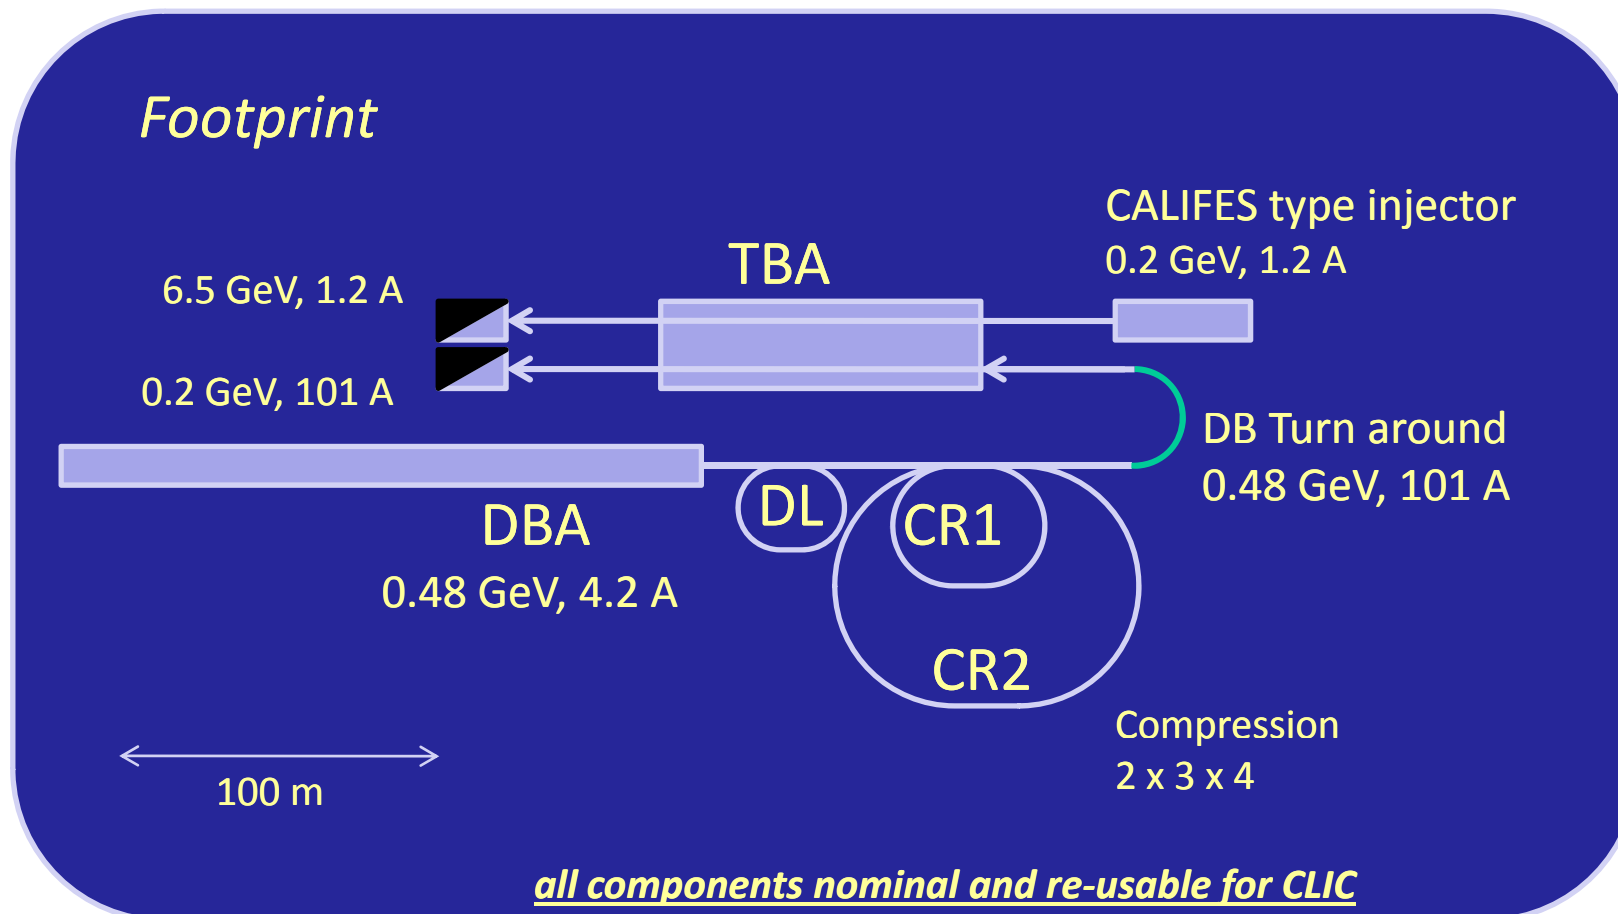 Footprint
CALIFES type injector
0.2 GeV, 1.2 A
TBA
6.5 GeV, 1.2 A
0.2 GeV, 101 A
DB Turn around
0.48 GeV, 101 A
DL
CR1
DBA
0.48 GeV, 4.2 A
CR2
Compression
2 x 3 x 4
100 m
all components nominal and re-usable for CLIC